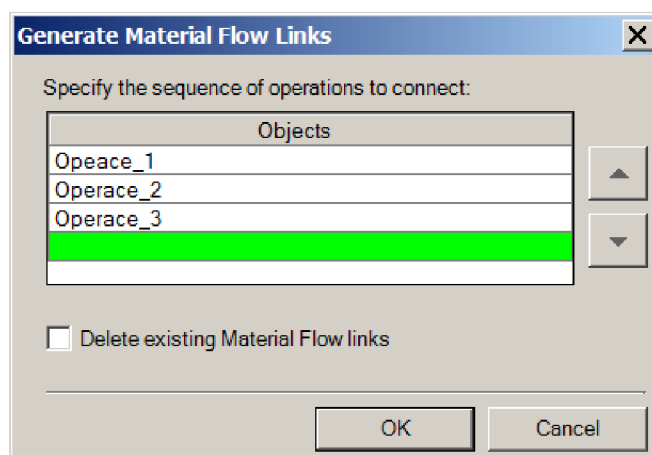 Generate Material Flow Links
Specify the sequence of operations to connect:
Objects
Opeace_1
Operace_2
Operace_3
Delete existing Material Flow links
OK
Cancel